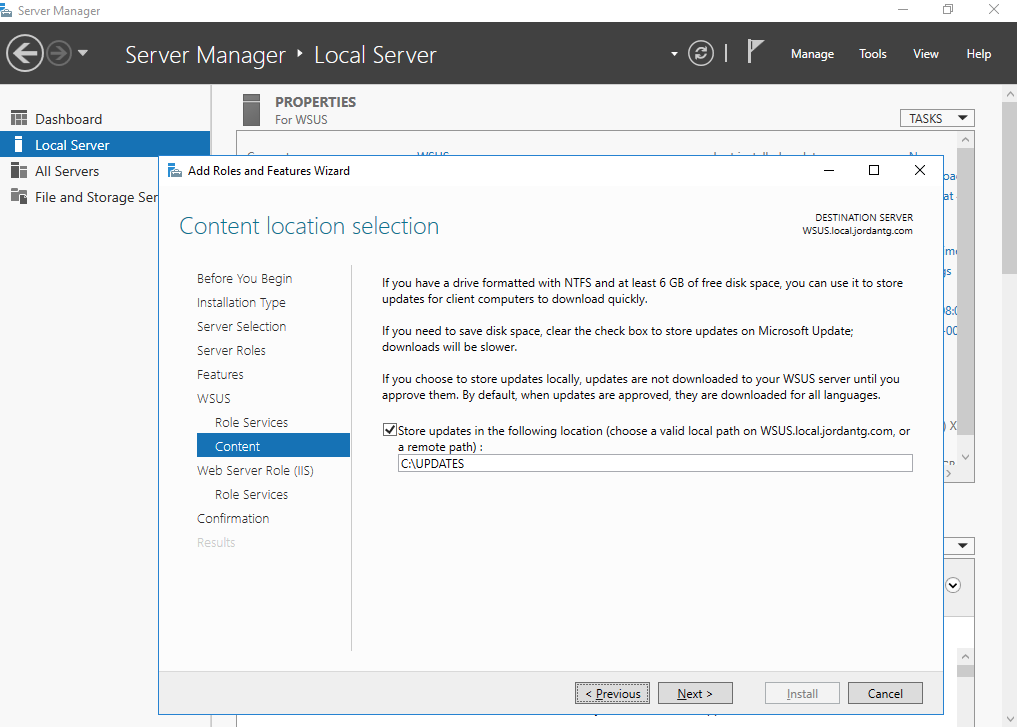 Server Manager
Server Manager ‣ Local Server
Manage Tools View Help
Dashboard
Local Server
All Servers
File and Storage Ser
PROPERTIES
For WSUS
TASKS
WSUS
Add Roles and Features Wizard
Content location selection
DESTINATION SERVER
WSUS.local.jordantg.com
Before You Begin
Installation Type
Server Selection
Server Roles
Features
WSUS
Role Services
Content
Web Server Role (IIS)
Role Services
Confirmation
Results
If you have a drive formatted with NTFS and at least 6 GB of free disk space, you can use it to store
updates for client computers to download quickly.
If you need to save disk space, clear the check box to store updates on Microsoft Update;
downloads will be slower.
If you choose to store updates locally, updates are not downloaded to your WSUS server until you
approve them. By default, when updates are approved, they are downloaded for all languages.
Store updates in the following location (choose a valid local path on WSUS.local.jordantg.com, or
a remote path) :
C:\UPDATES
< Previous Next > Install Cancel